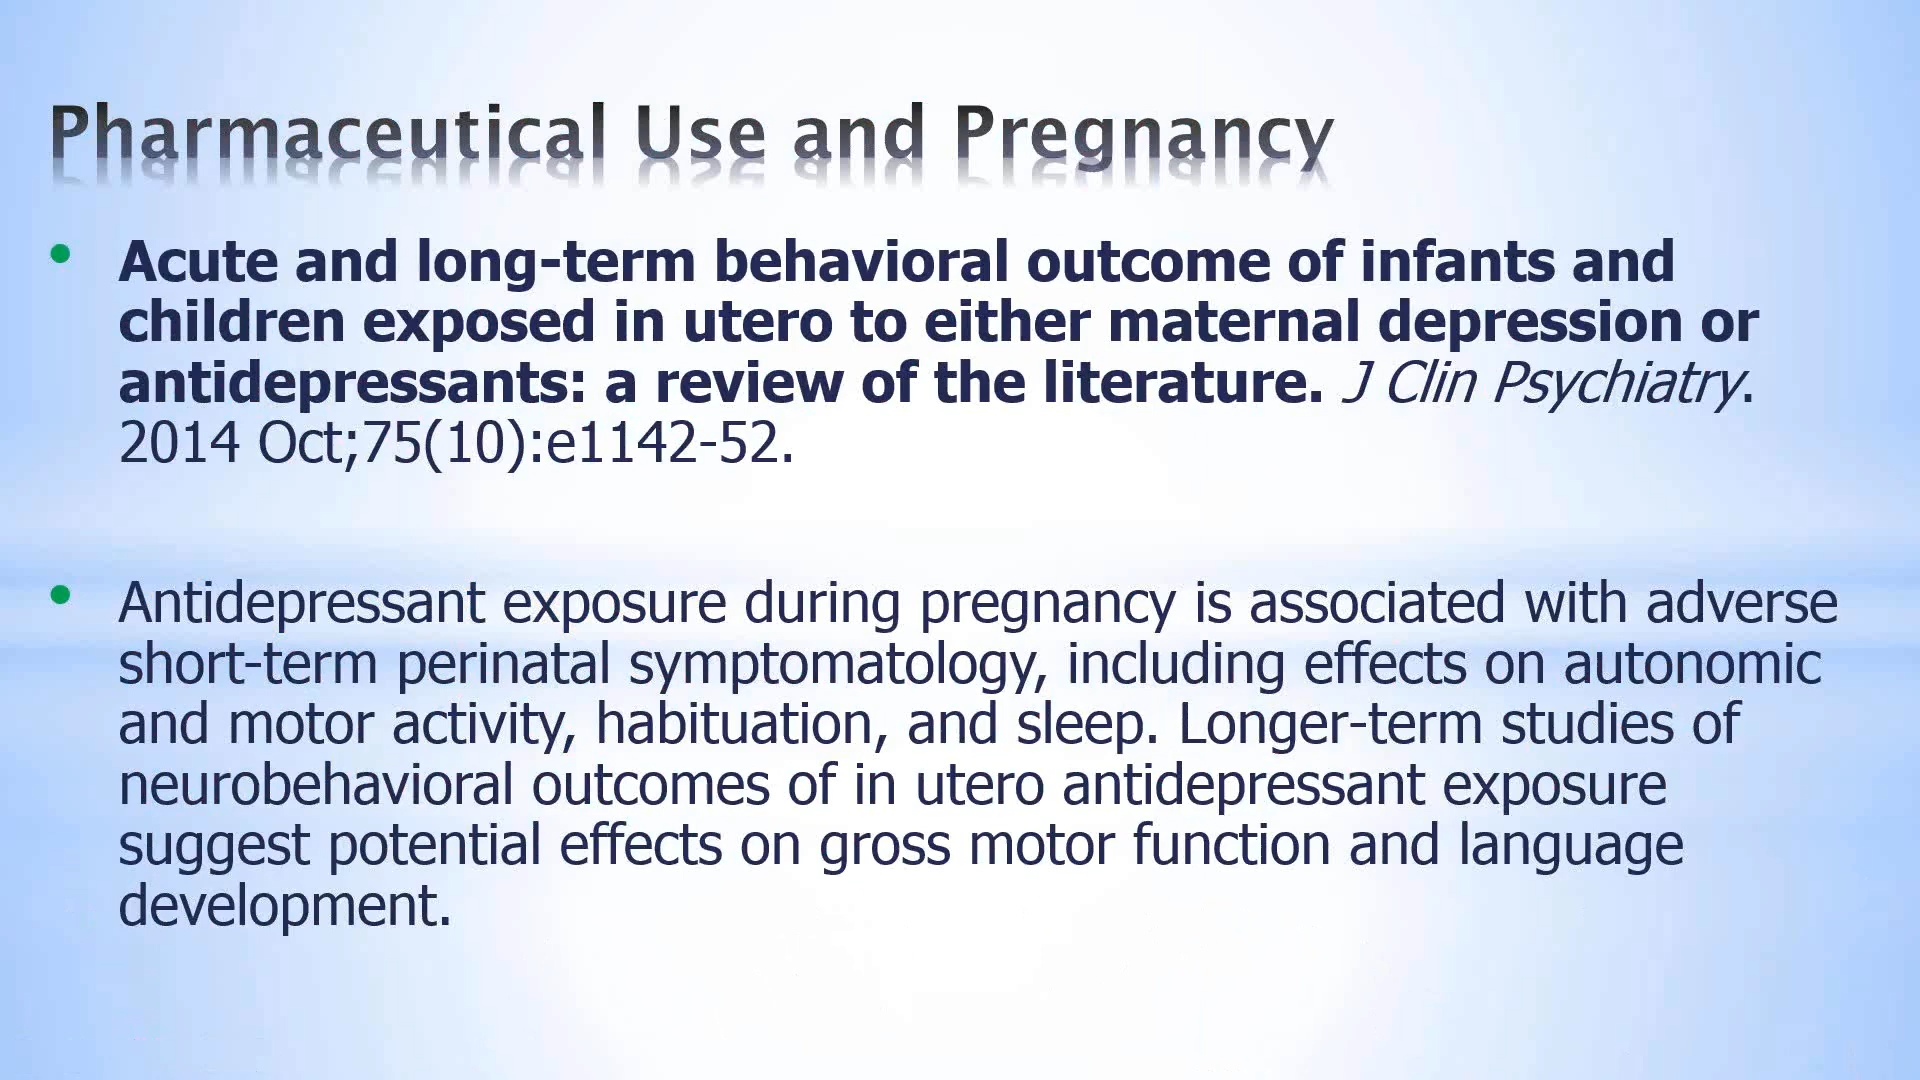 Pharmaceutical Use and Pregnancy
• Acute and long-term behavioral outcome of infants and
children exposed in utero to either maternal depression or
antidepressants: a review of the literature. J Clin Psychiatry.
2014 Oct;75(10):e1142-52.
• Antidepressant exposure during pregnancy is associated with adverse
short-term perinatal symptomatology, including effects on autonomic
and motor activity, habituation, and sleep. Longer-term studies of
neurobehavioral outcomes of in utero antidepressant exposure
suggest potential effects on gross motor function and language
development.